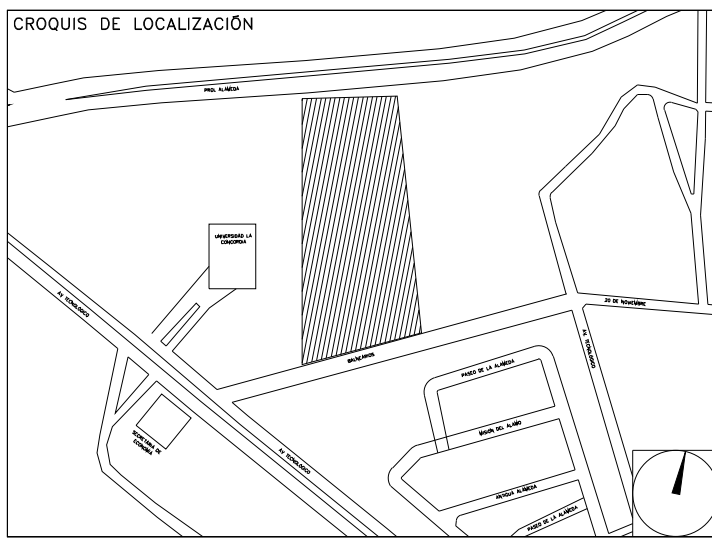 CROQUIS DE LOCALIZACIÓN
PROL ALAMEDA
UNIVERSIDAD LA
CONCORDIA
AV TECNOLOGICO
20 DE NOVIEMBRE
BALNEARIOS
AV. TECNOLOGICO
PASEO DE LA ALAMEDA
MISION DEL ALAMO
SECRETARIA DE
ECONOMIA
AV TECNOLOGICO
ANTIGUA ALAMEDA
PASEO DE LA ALAMEDA